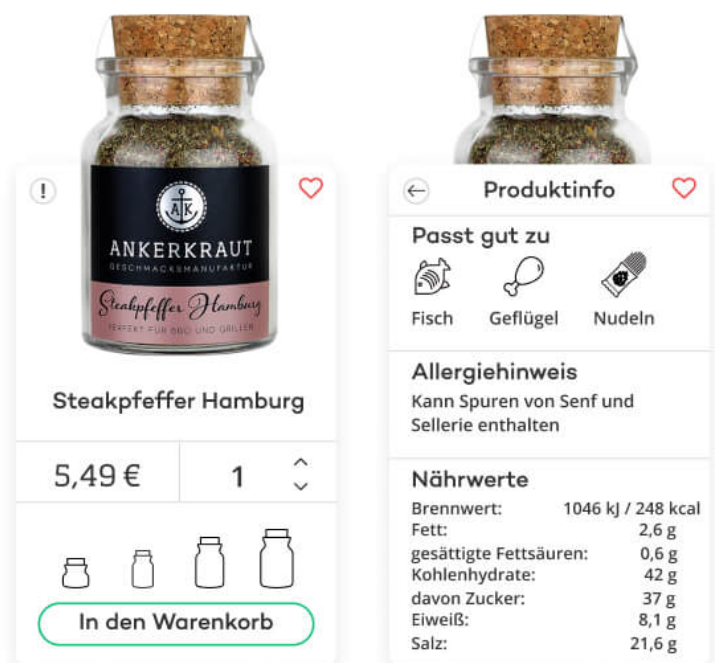 !
AK
ANKERKRAUT
GESCHMACKSMANUFAKTUR
Steakpfeffer Hamburg
PERFEKT FÜR BBQ UND GRILLEN
Steakpfeffer Hamburg
5,49 €
1
In den Warenkorb
Produktinfo
Passt gut zu
Fisch Geflügel Nudeln
Allergiehinweis
Kann Spuren von Senf und
Sellerie enthalten
Nährwerte
Brennwert: 1046 kJ / 248 kcal
Fett: 2,6 g
gesättigte Fettsäuren: 0,6 g
Kohlenhydrate: 42 g
davon Zucker: 37 g
Eiweiß: 8,1 g
Salz: 21,6 g